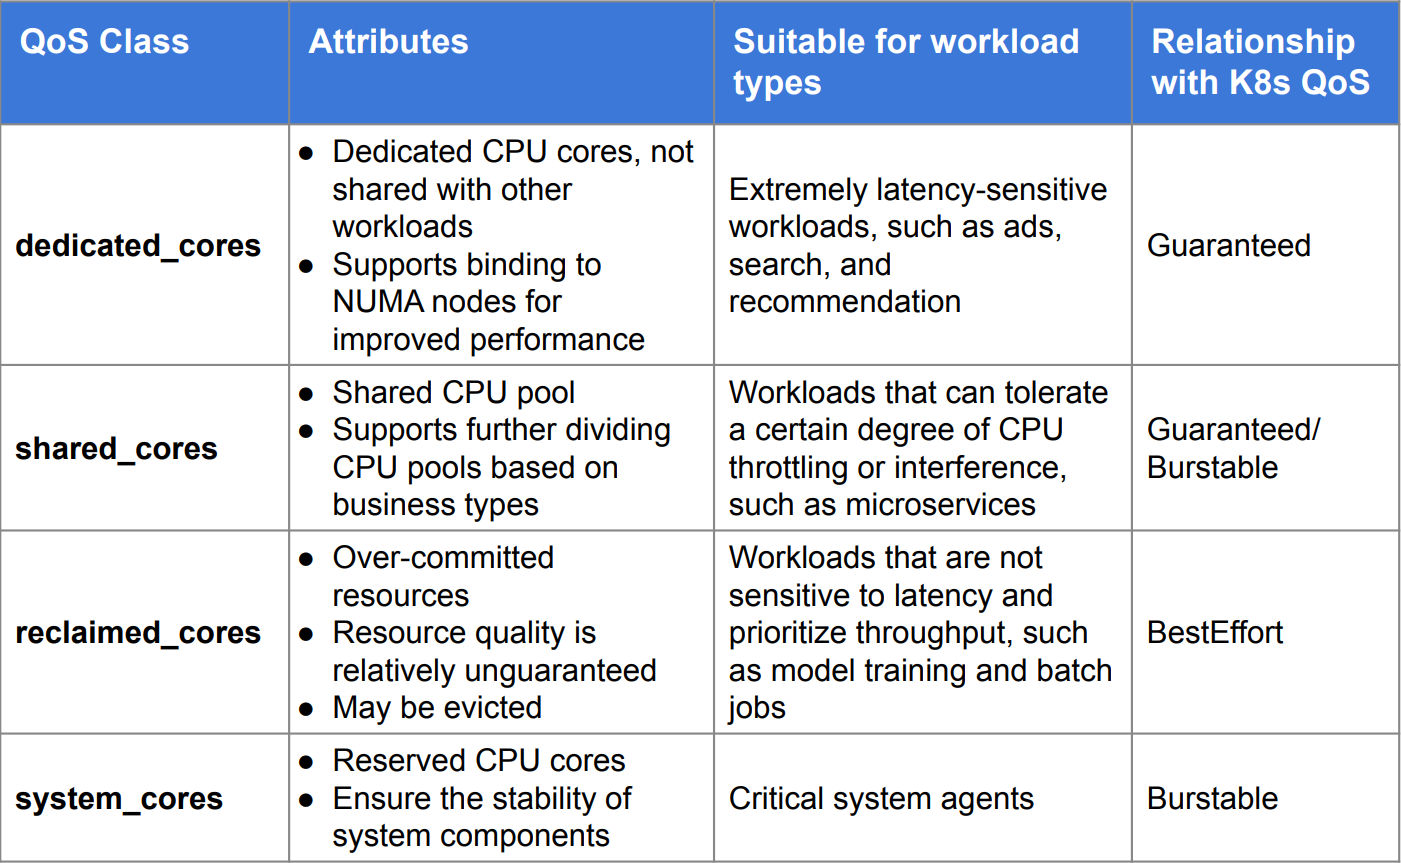 QoS Class
Attributes
Suitable for workload
types
Relationship
with K8s QoS
dedicated_cores
● Dedicated CPU cores, not
shared with other
workloads
● Supports binding to
NUMA nodes for
improved performance
Extremely latency-sensitive
workloads, such as ads,
search, and
recommendation
Guaranteed
shared_cores
● Shared CPU pool
● Supports further dividing
CPU pools based on
business types
Workloads that can tolerate
a certain degree of CPU
throttling or interference,
such as microservices
Guaranteed/
Burstable
reclaimed_cores
● Over-committed
resources
● Resource quality is
relatively unguaranteed
● May be evicted
Workloads that are not
sensitive to latency and
prioritize throughput, such
as model training and batch
jobs
BestEffort
system_cores
● Reserved CPU cores
● Ensure the stability of
system components
Critical system agents
Burstable